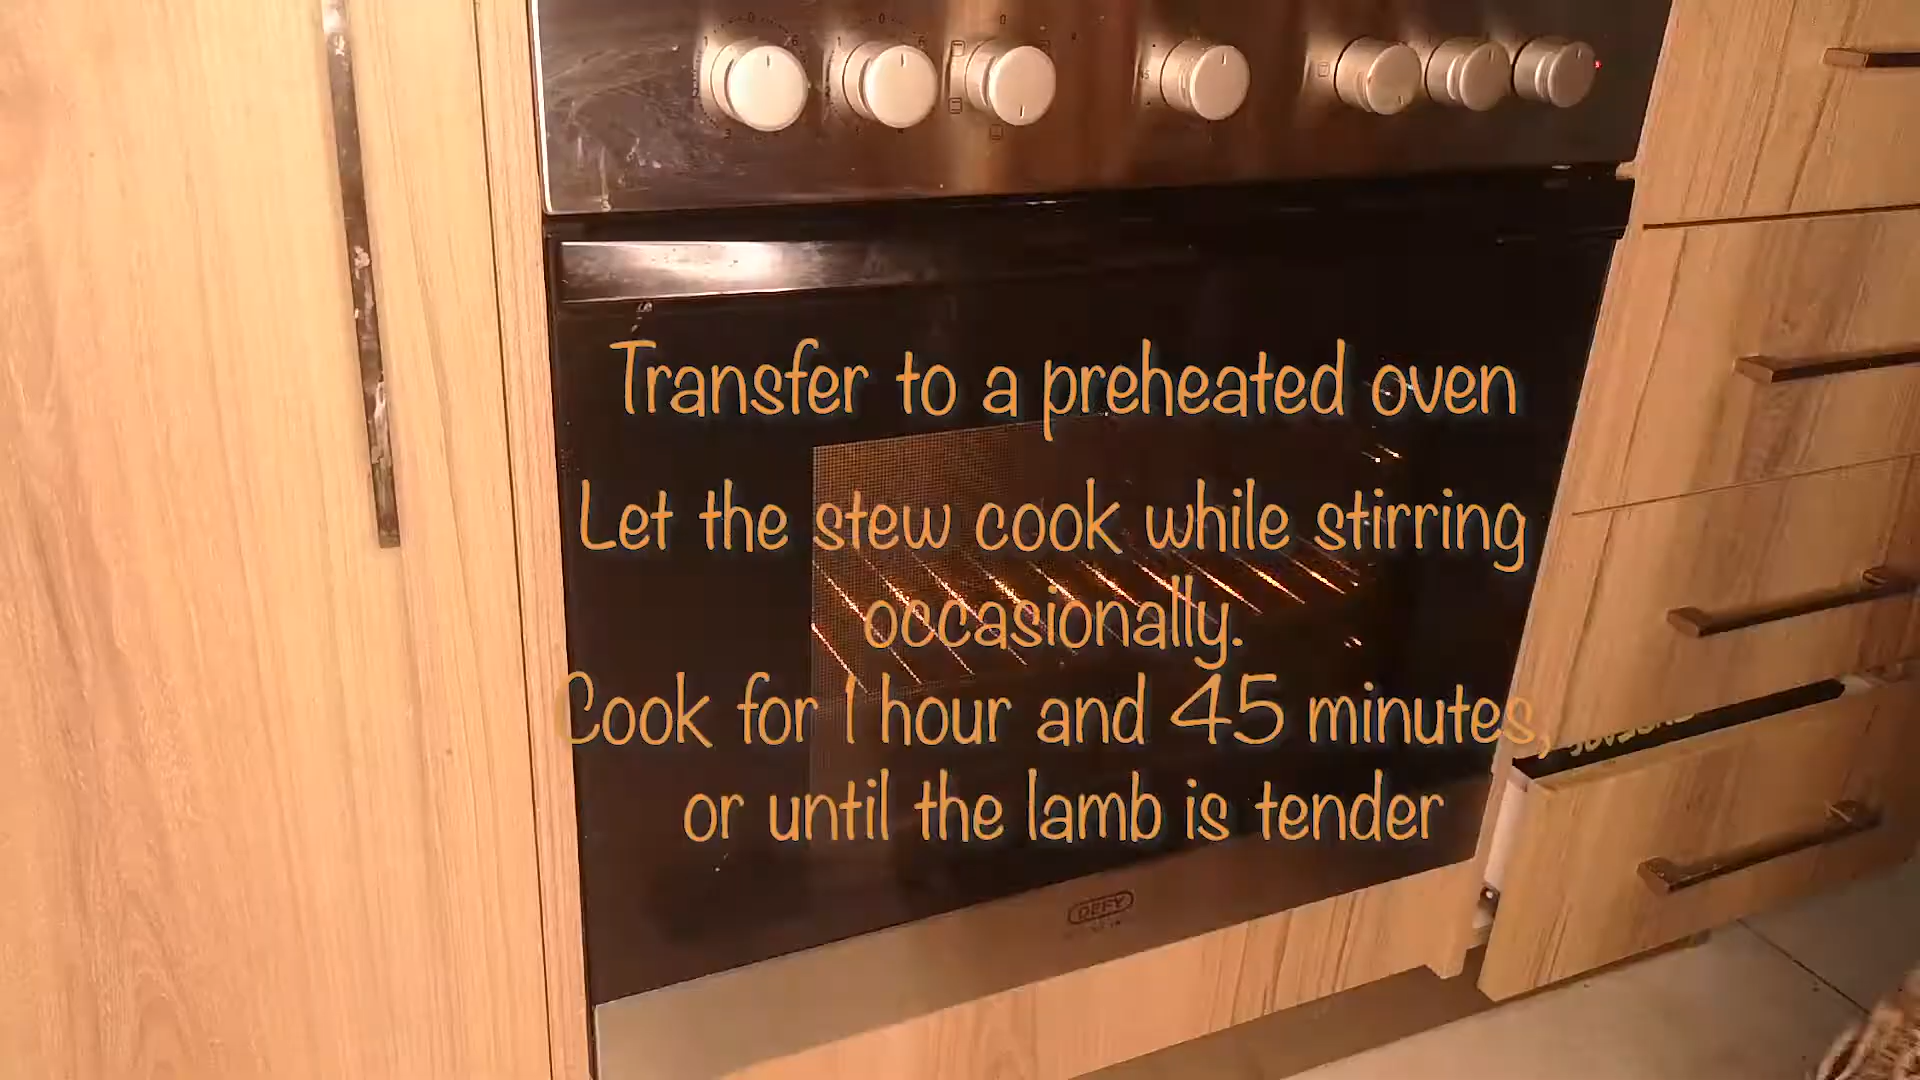 Transfer to a preheated oven
Let the stew cook while stirring
occasionally.
Cook for 1 hour and 45 minutes,
or until the lamb is tender
DEFY